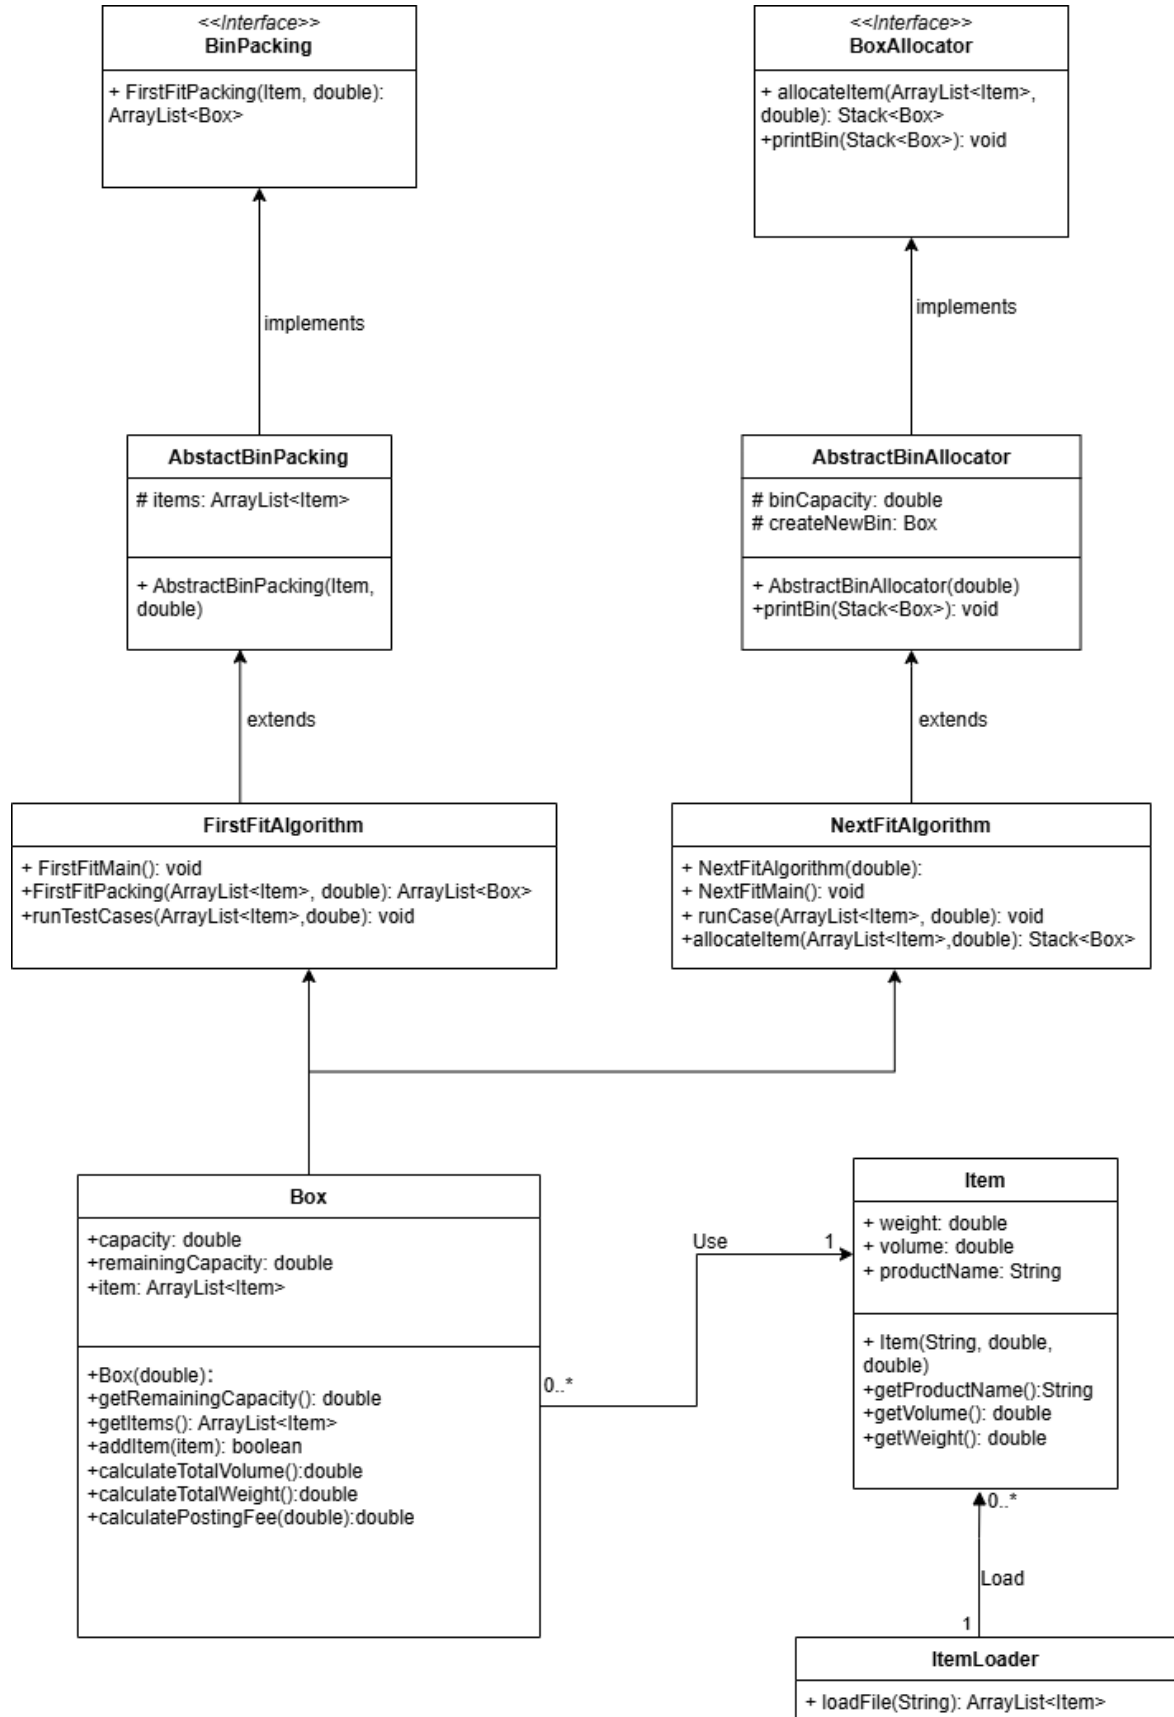 <<Interface>>
BinPacking
+ FirstFitPacking(Item, double):
ArrayList<Box>
<<Interface>>
BoxAllocator
+ allocateItem(ArrayList<Item>,
double): Stack<Box>
+printBin(Stack<Box>): void
implements
implements
AbstactBinPacking
# items: ArrayList<Item>
+ AbstractBinPacking(Item,
double)
AbstractBinAllocator
# binCapacity: double
# createNewBin: Box
+ AbstractBinAllocator(double)
+printBin(Stack<Box>): void
extends
extends
FirstFitAlgorithm
+ FirstFitMain(): void
+FirstFitPacking(ArrayList<Item>, double): ArrayList<Box>
+runTestCases(ArrayList<Item>,doube): void
NextFitAlgorithm
+ NextFitAlgorithm(double):
+ NextFitMain(): void
+ runCase(ArrayList<Item>, double): void
+allocateItem(ArrayList<Item>,double): Stack<Box>
Box
+capacity: double
+remainingCapacity: double
+item: ArrayList<Item>
+Box(double):
+getRemainingCapacity(): double
+getItems(): ArrayList<Item>
+addItem(item): boolean
+calculateTotalVolume():double
+calculateTotalWeight():double
+calculatePostingFee(double):double
0..*
Use
1
Item
+ weight: double
+ volume: double
+ productName: String
+ Item(String, double,
double)
+getProductName():String
+getVolume(): double
+getWeight(): double
0..*
Load
1
ItemLoader
+ loadFile(String): ArrayList<Item>